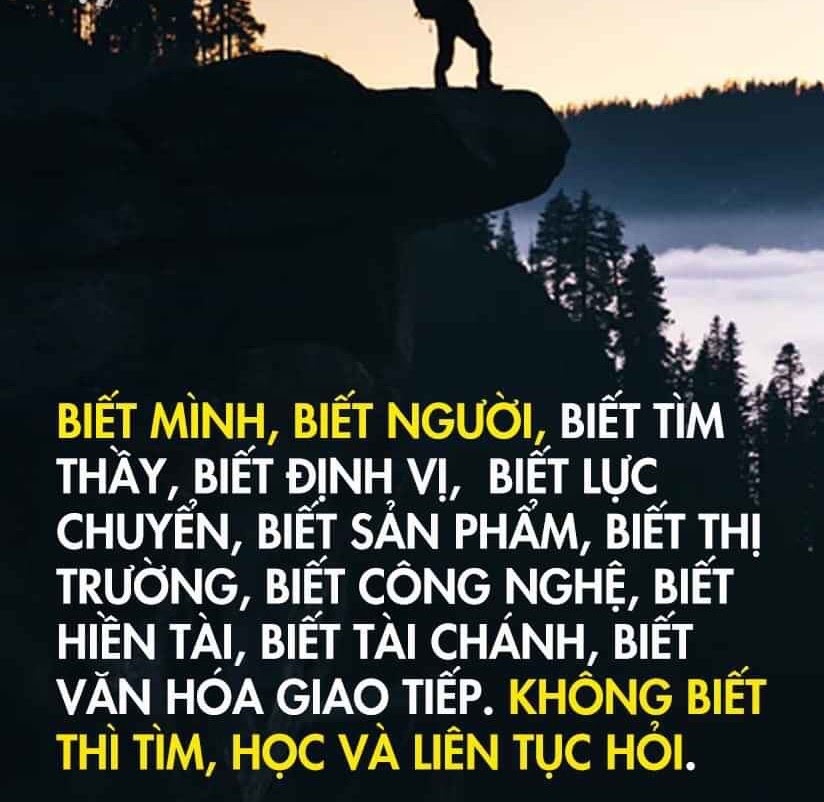 BIẾT MÌNH, BIẾT NGƯỜI, BIẾT TÌM
THẦY, BIẾT ĐỊNH VỊ, BIẾT LỰC
CHUYỂN, BIẾT SẢN PHẨM, BIẾT THỊ
TRƯỜNG, BIẾT CÔNG NGHỆ, BIẾT
HIỀN TÀI, BIẾT TÀI CHÁNH, BIẾT
VĂN HÓA GIAO TIẾP. KHÔNG BIẾT
THÌ TÌM, HỌC VÀ LIÊN TỤC HỎI.